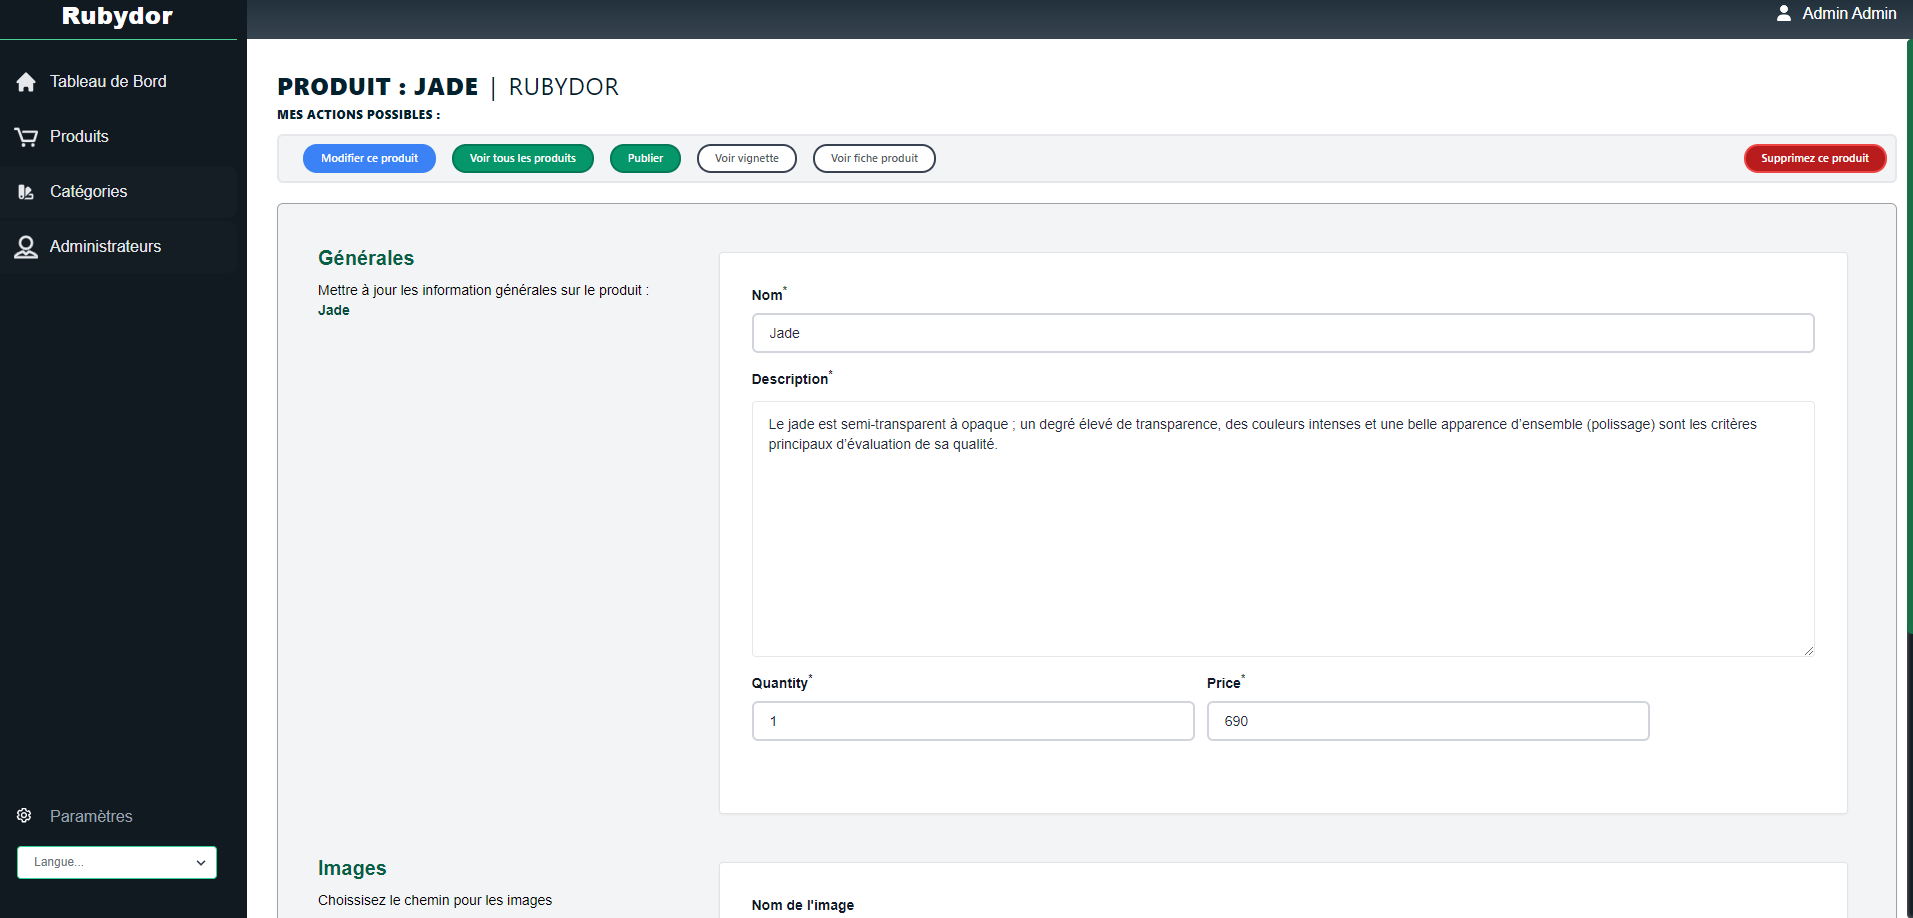 Rubydor
Admin Admin
Tableau de Bord
Produits
Catégories
Administrateurs
Paramètres
Langue...
PRODUIT : JADE | RUBYDOR
MES ACTIONS POSSIBLES :
Modifier ce produit
Voir tous les produits
Publier
Voir vignette
Voir fiche produit
Supprimez ce produit
Générales
Mettre à jour les information générales sur le produit :
Jade
Nom*
Jade
Description*
Le jade est semi-transparent à opaque ; un degré élevé de transparence, des couleurs intenses et une belle apparence d’ensemble (polissage) sont les critères
principaux d’évaluation de sa qualité.
Quantity*
Price*
1
690
Images
Choissisez le chemin pour les images
Nom de l'image